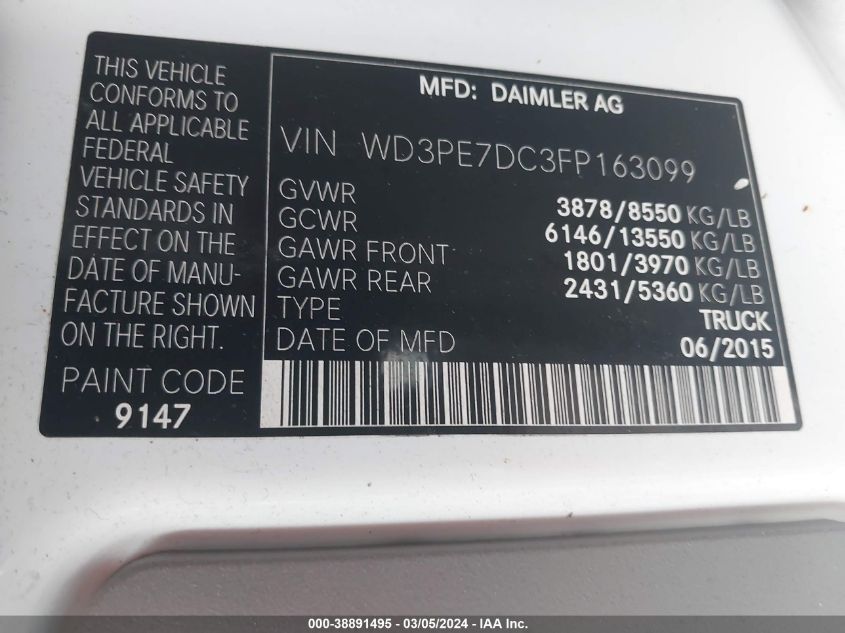 THIS VEHICLE
CONFORMS TO
ALL APPLICABLE
FEDERAL
VEHICLE SAFETY
STANDARDS IN
EFFECT ON THE
DATE OF MANU-
FACTURE SHOWN
ON THE RIGHT.
PAINT CODE
9147
MFD: DAIMLER AG
VIN WD3PE7DC3FP163099
GVWR 3878/8550 KG/LB
GCWR 6146/13550 KG/LB
GAWR FRONT 1801/3970 KG/LB
GAWR REAR 2431/5360 KG/LB
TYPE TRUCK
DATE OF MFD 06/2015
000-38891495 - 03/05/2024 - IAA Inc.